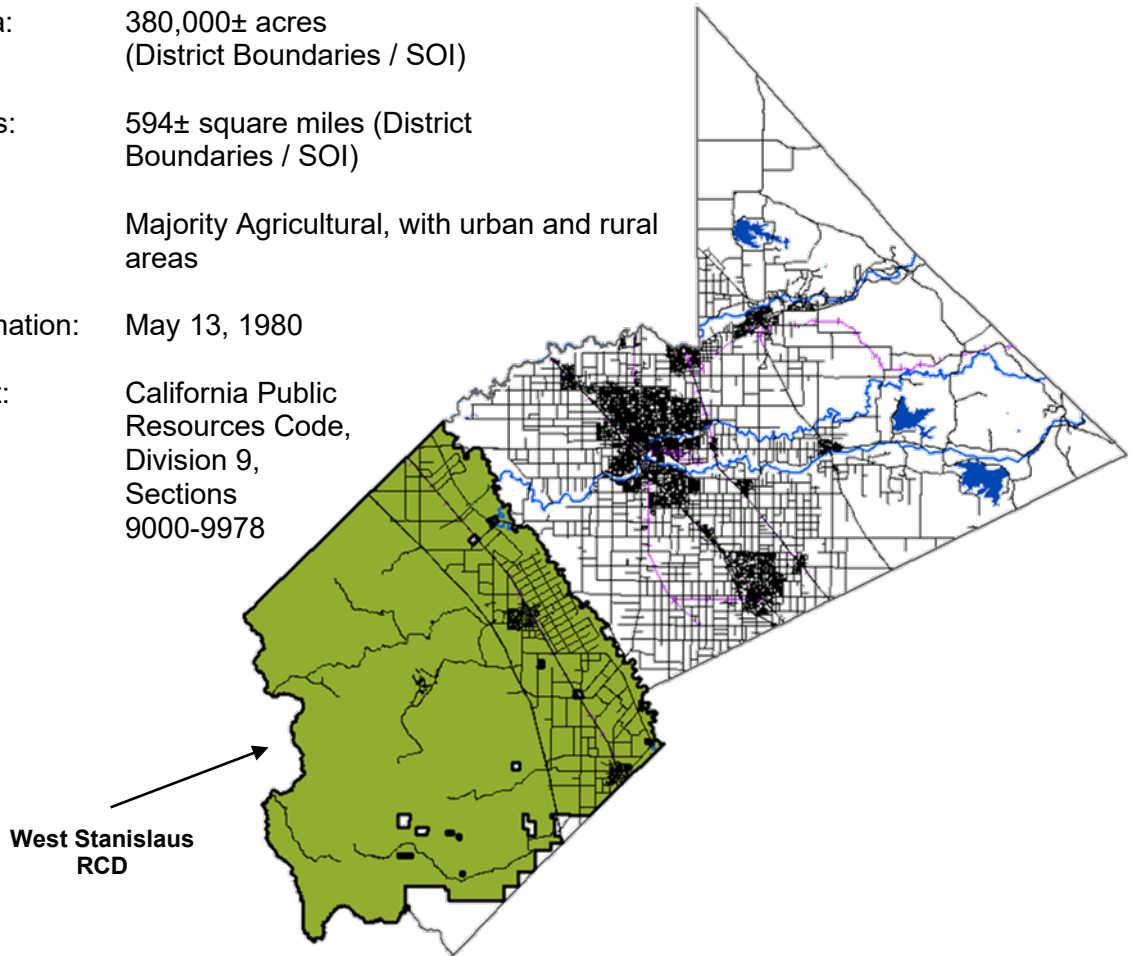 a: 380,000± acres
(District Boundaries / SOI)
s: 594± square miles (District
Boundaries / SOI)
Majority Agricultural, with urban and rural
areas
ation: May 13, 1980
: California Public
Resources Code,
Division 9,
Sections
9000-9978
West Stanislaus
RCD